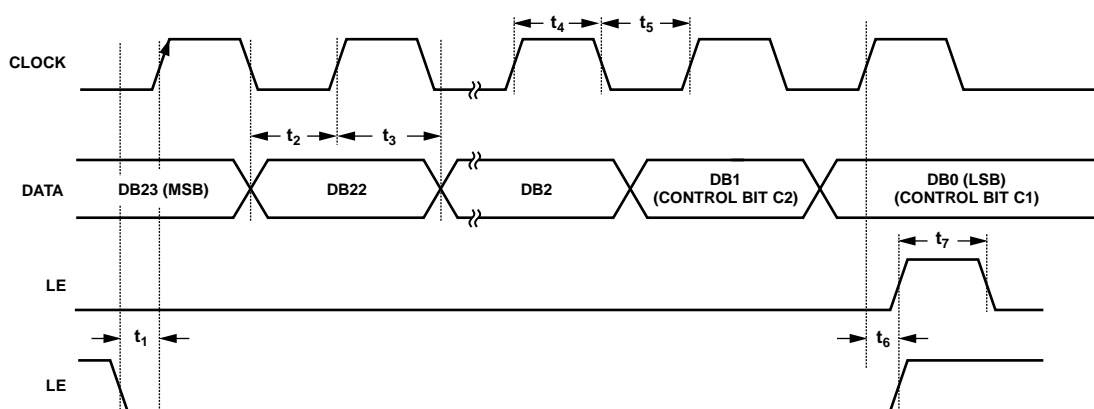 t4
t5
CLOCK
t2
t3
DATA
DB23 (MSB)
DB22
DB2
DB1
(CONTROL BIT C2)
DB0 (LSB)
(CONTROL BIT C1)
t7
LE
t1
t6
LE